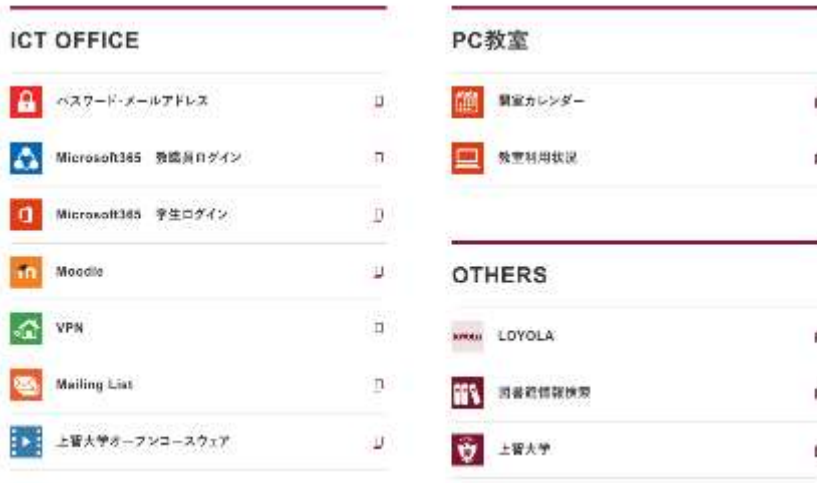 ICT OFFICE
パスワード・メールアドレス
Microsoft365 教職員ログイン
Microsoft365 学生ログイン
Moodle
VPN
Mailing List
上智大学オープンコースウェア
PC教室
開室カレンダー
教室利用状況
OTHERS
LOYOLA
LOYOLA
図書館情報検索
上智大学